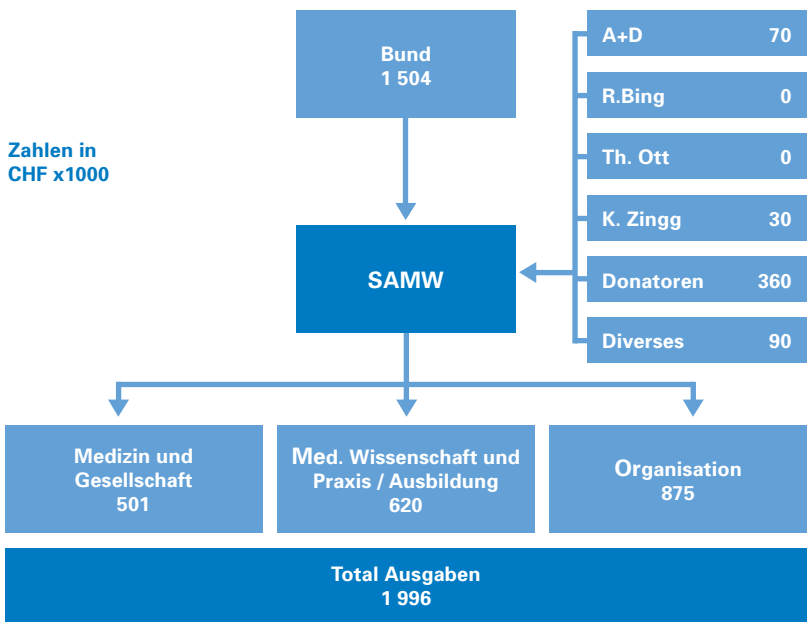 Bund
1 504
A+D 70
R.Bing 0
Th. Ott 0
K. Zingg 30
Donatoren 360
Diverses 90
Zahlen in
CHF x1000
SAMW
Medizin und
Gesellschaft
501
Med. Wissenschaft und
Praxis / Ausbildung
620
Organisation
875
Total Ausgaben
1 996